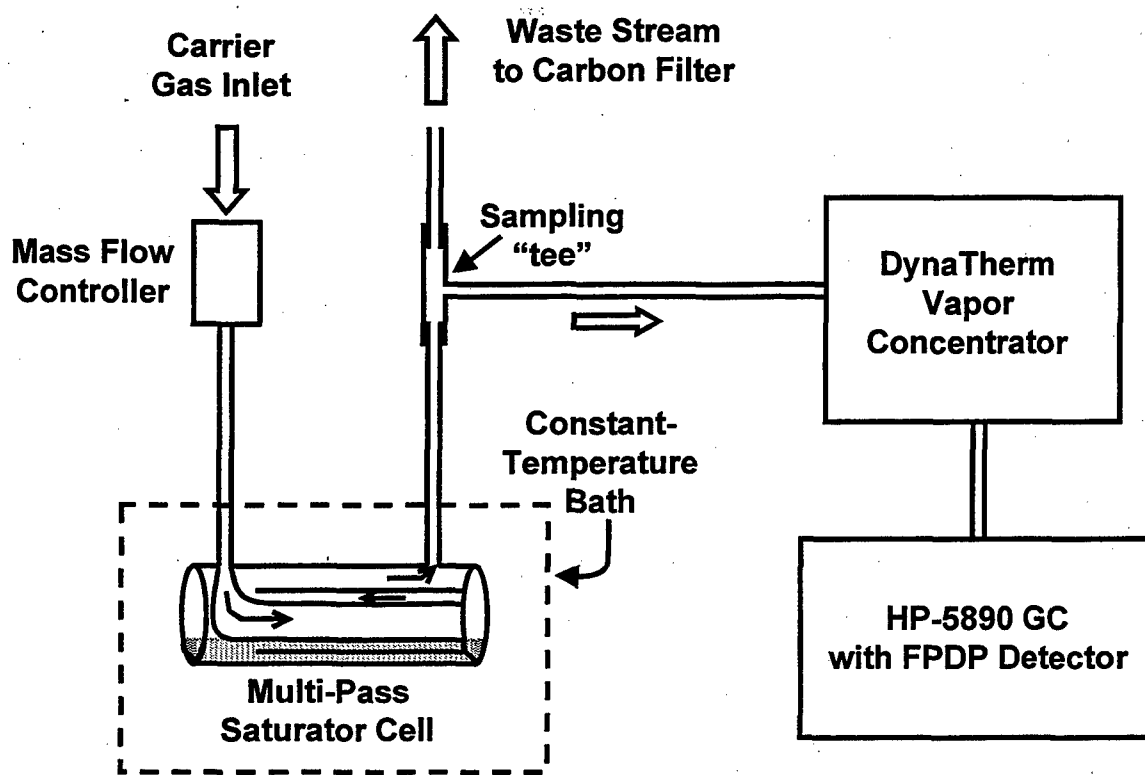 Carrier
Gas Inlet
Waste Stream
to Carbon Filter
Mass Flow
Controller
Sampling
“tee”
DynaTherm
Vapor
Concentrator
Constant-
Temperature
Bath
HP-5890 GC
with FPDP Detector
Multi-Pass
Saturator Cell